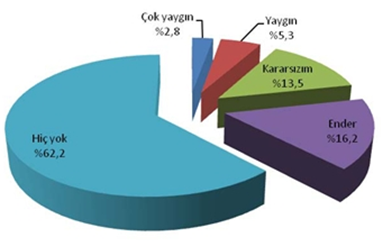 Çok yaygın
%2,8
Yaygın
%5,3
Kararsızım
%13,5
Ender
%16,2
Hiç yok
%62,2